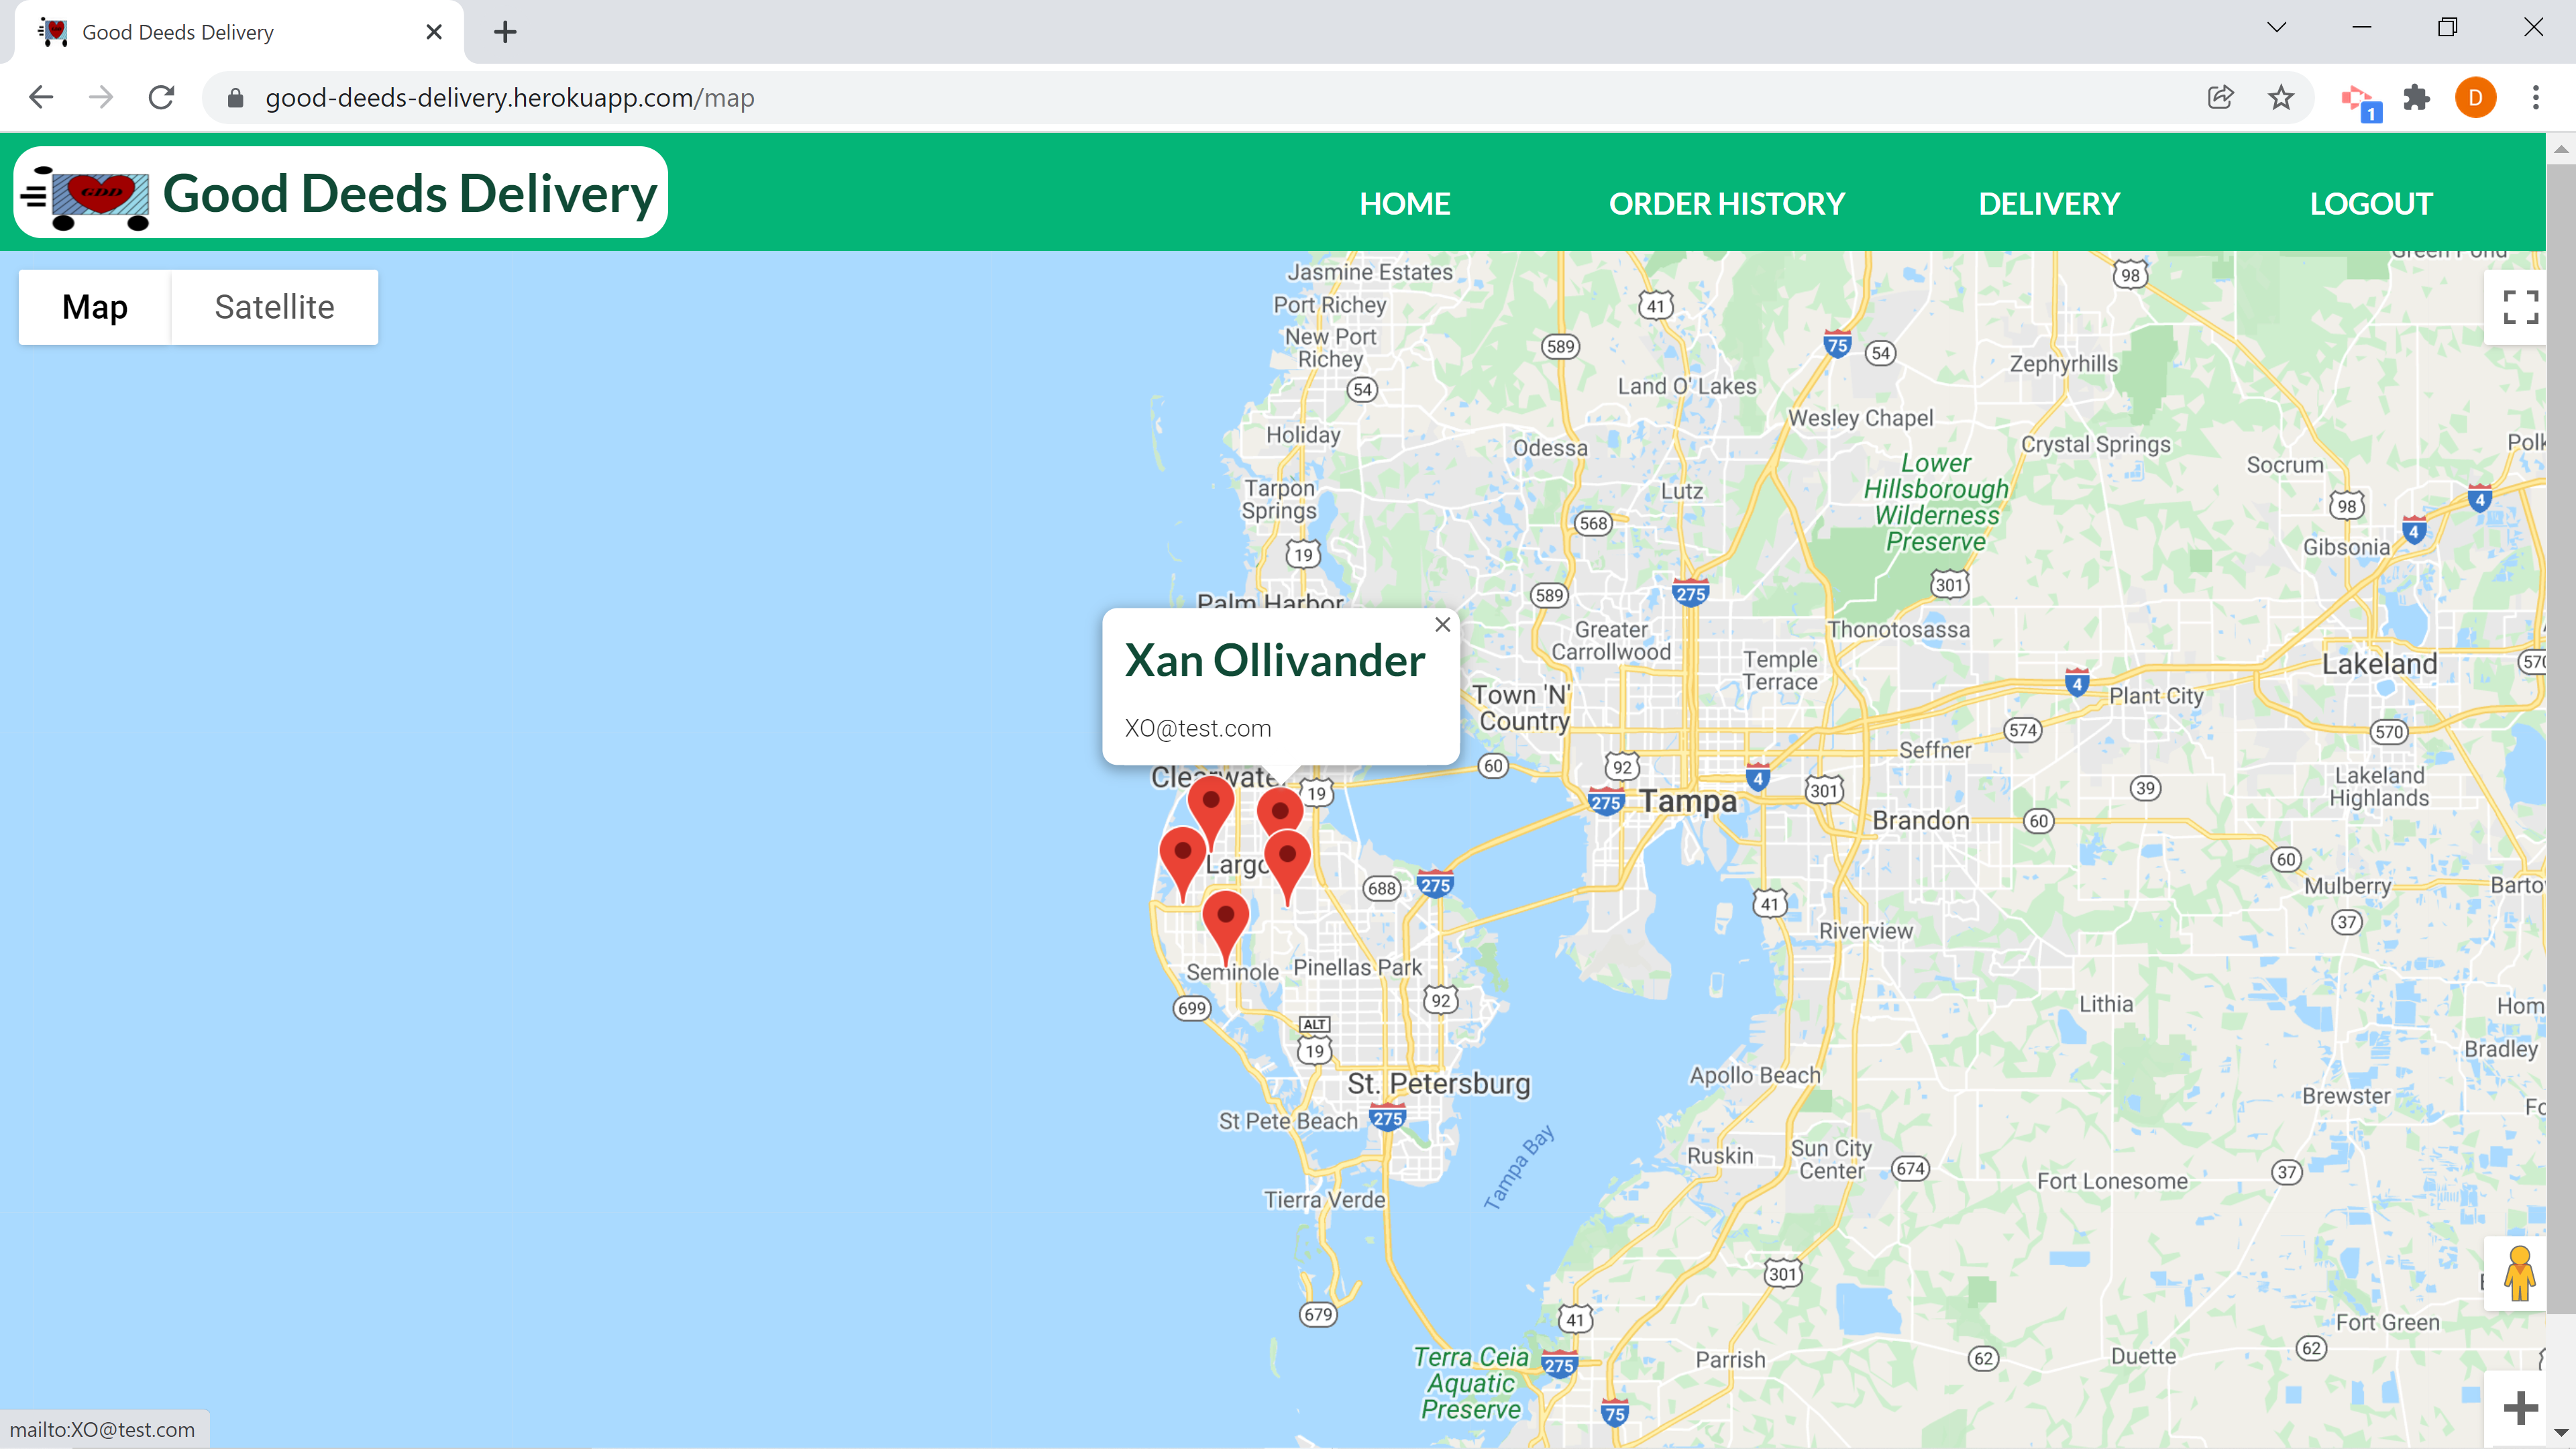 Good Deeds Delivery
good-deeds-delivery.herokuapp.com/map
1
D
GDD
Good Deeds Delivery
HOME
ORDER HISTORY
DELIVERY
LOGOUT
Map
Satellite
Jasmine Estates
Port Richey
New Port
Richey
54
Holiday
Tarpon
Springs
19
Palm Harbor
41
589
75
54
98
Zephyrhills
Land O' Lakes
Wesley Chapel
Odessa
Crystal Springs
Socrum
Lower
Hillsborough
Wilderness
Preserve
Lutz
568
98
4
4
Gibsonia
301
589
275
Greater
Carrollwood
Thonotosassa
Temple
Terrace
Lakeland
Xan Ollivander
XO@test.com
Town 'N'
Country
4
Plant City
574
570
Seffner
60
92
4
301
39
Lakeland
Highlands
19
275
Tampa
Brandon
60
60
Mulberry
688
275
41
37
Riverview
Seminole
Pinellas Park
699
92
Lithia
ALT
19
Bradley
St. Petersburg
Apollo Beach
Brewster
St Pete Beach
275
Tampa Bay
Ruskin
Sun City
Center
674
37
Fort Lonesome
Tierra Verde
301
679
41
Fort Green
Terra Ceia
Aquatic
Preserve
275
Parrish
62
Duette
62
75
mailto:XO@test.com